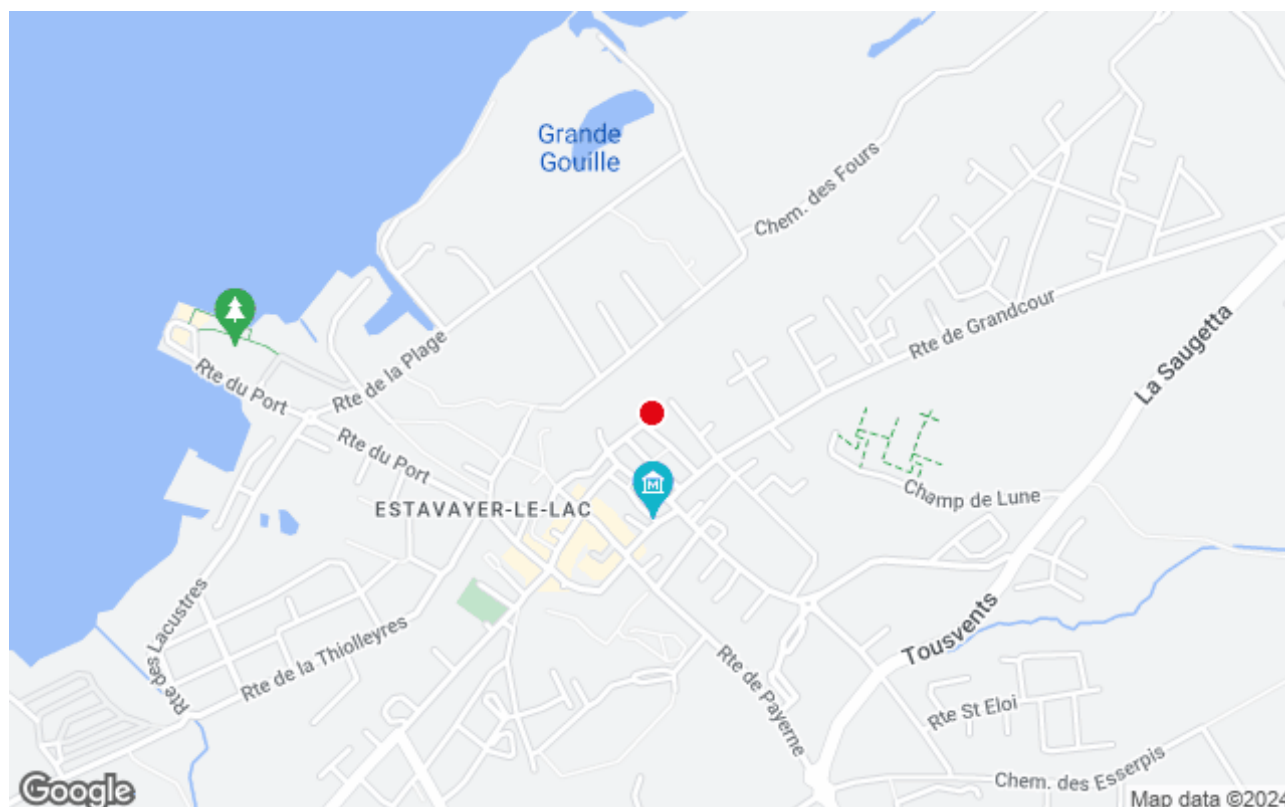 Grande
Gouille
Chem. des Fours
Rte de Grandcour
La Saugetta
Rte de la Plage
Rte du Port
Rte du Port
ESTAVAYER-LE-LAC
Champ de Lune
Rte des Lacustres
Rte de la Thiolleyres
Tousvents
Rte de Payerne
Rte St Eloi
Chem. des Esserpis
Google
Map data ©2024